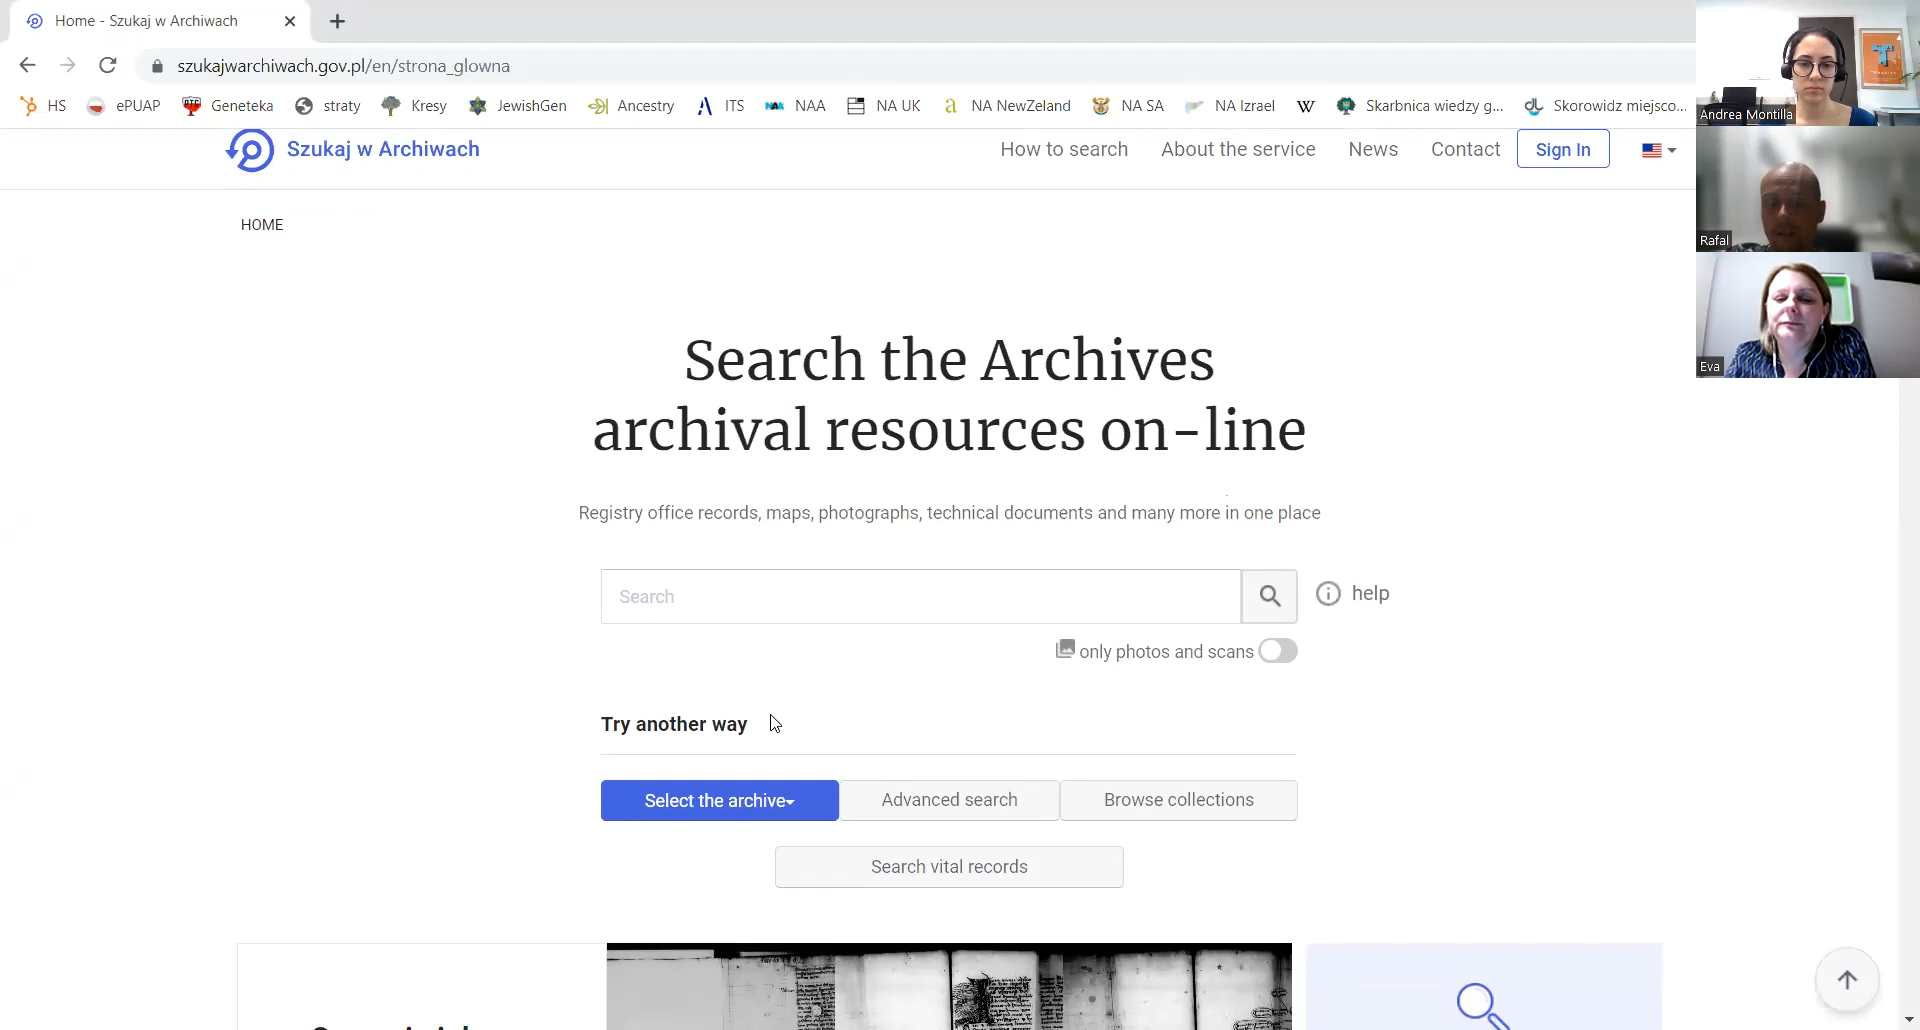 Home - Szukaj w Archiwach
szukajwarchiwach.gov.pl/en/strona_glowna
HS ePUAP Geneteka straty Kresy JewishGen Ancestry ITS NAA NA UK NA NewZeland NA SA NA Izrael W Skarbnica wiedzy g... Skorowidz miejsco...
Szukaj w Archiwach
How to search About the service News Contact Sign In
HOME
Search the Archives
archival resources on-line
Registry office records, maps, photographs, technical documents and many more in one place
Search
help
only photos and scans
Try another way
Select the archive
Advanced search
Browse collections
Search vital records
Andrea Montilla
Rafal
Eva